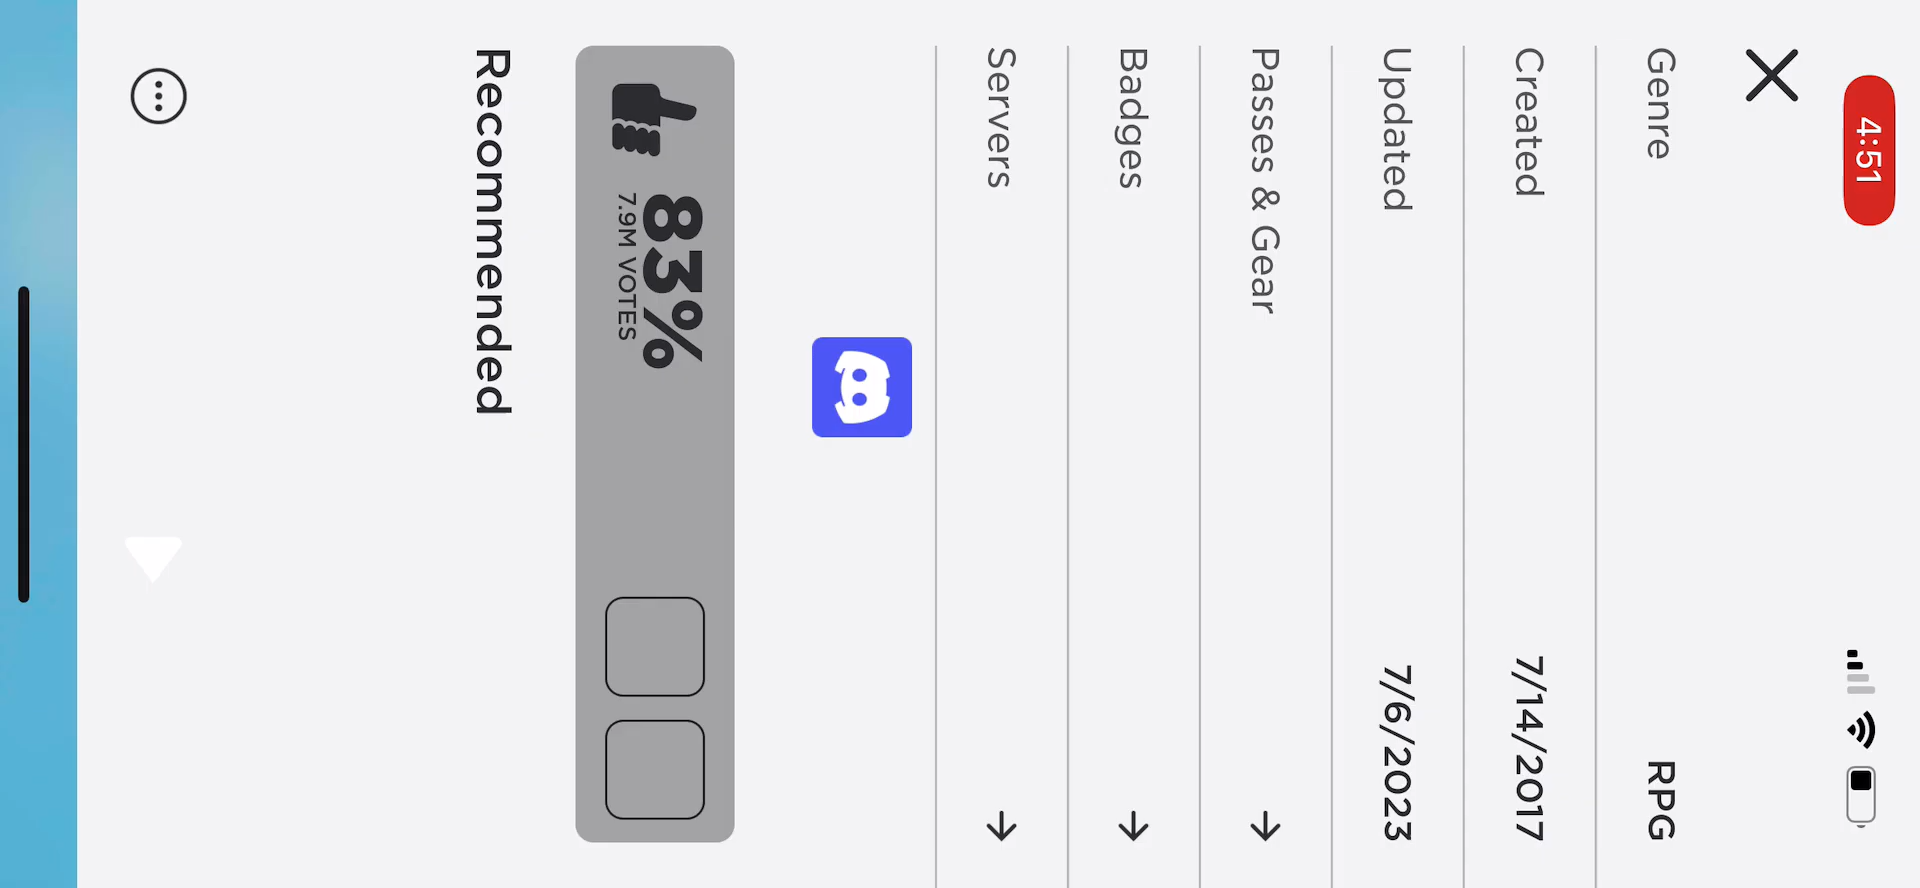 4:51
Genre RPG
Created 7/14/2017
Updated 7/6/2023
Passes & Gear
Badges
Servers
83%
7.9M VOTES
Recommended